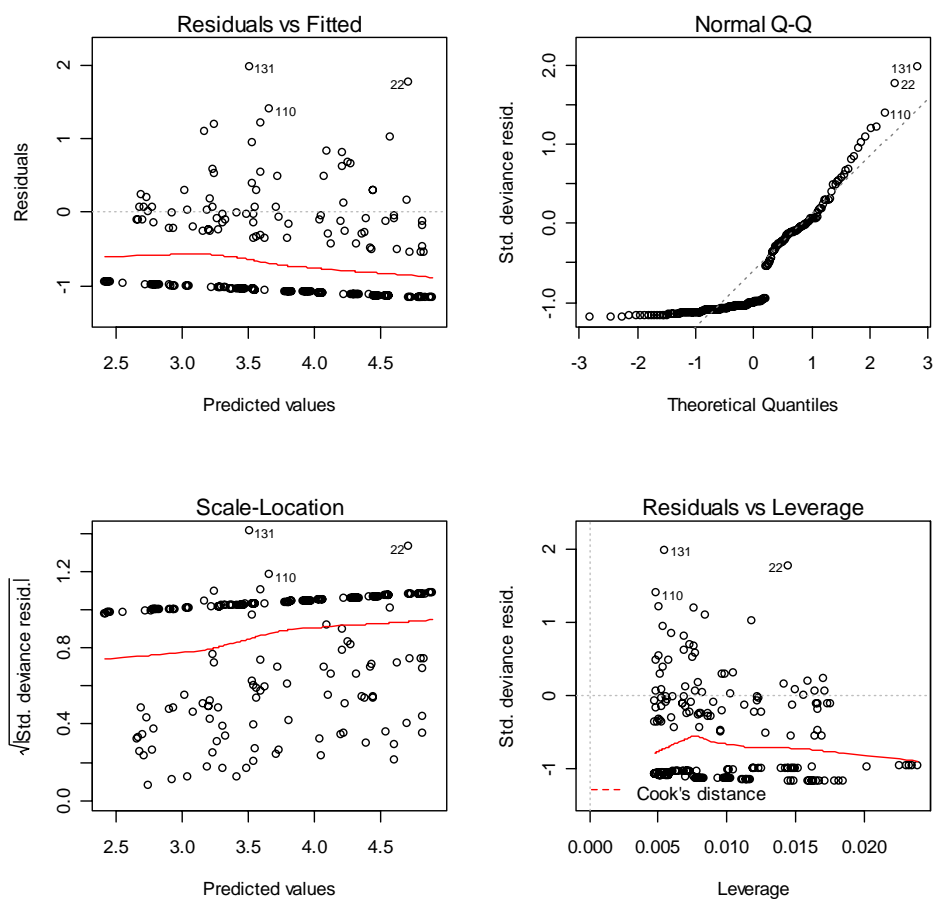 Residuals vs Fitted
Residuals
2
1
0
-1
131
22
110
2.5 3.0 3.5 4.0 4.5
Predicted values
Normal Q-Q
Std. deviance resid.
2.0
1.0
0.0
-1.0
131
22
110
-3 -2 -1 0 1 2 3
Theoretical Quantiles
Scale-Location
√|Std. deviance resid.|
1.2
0.8
0.4
0.0
131
22
110
2.5 3.0 3.5 4.0 4.5
Predicted values
Residuals vs Leverage
Std. deviance resid.
2
1
0
-1
131
22
110
Cook's distance
0.000 0.005 0.010 0.015 0.020
Leverage